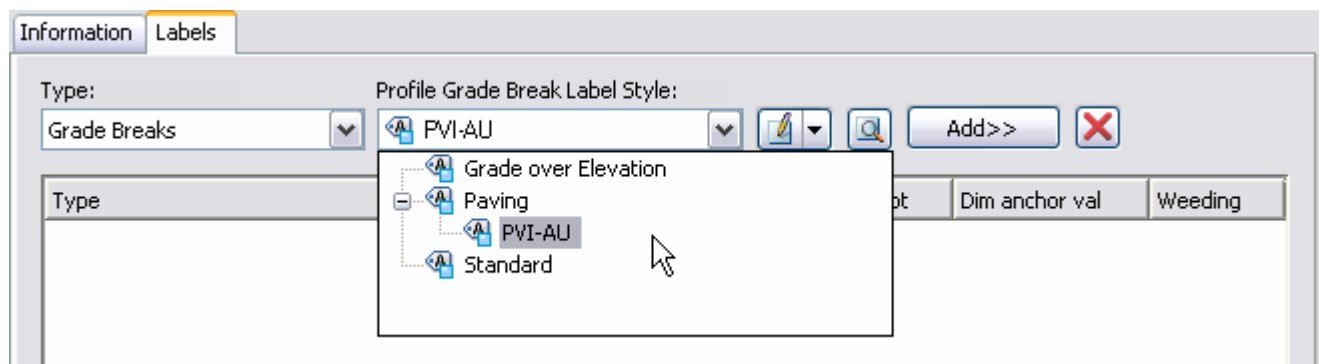 Information Labels
Type: Profile Grade Break Label Style:
Grade Breaks PVI-AU Add>>
Grade over Elevation
Type Paving Dim anchor val Weeding
PVI-AU
Standard